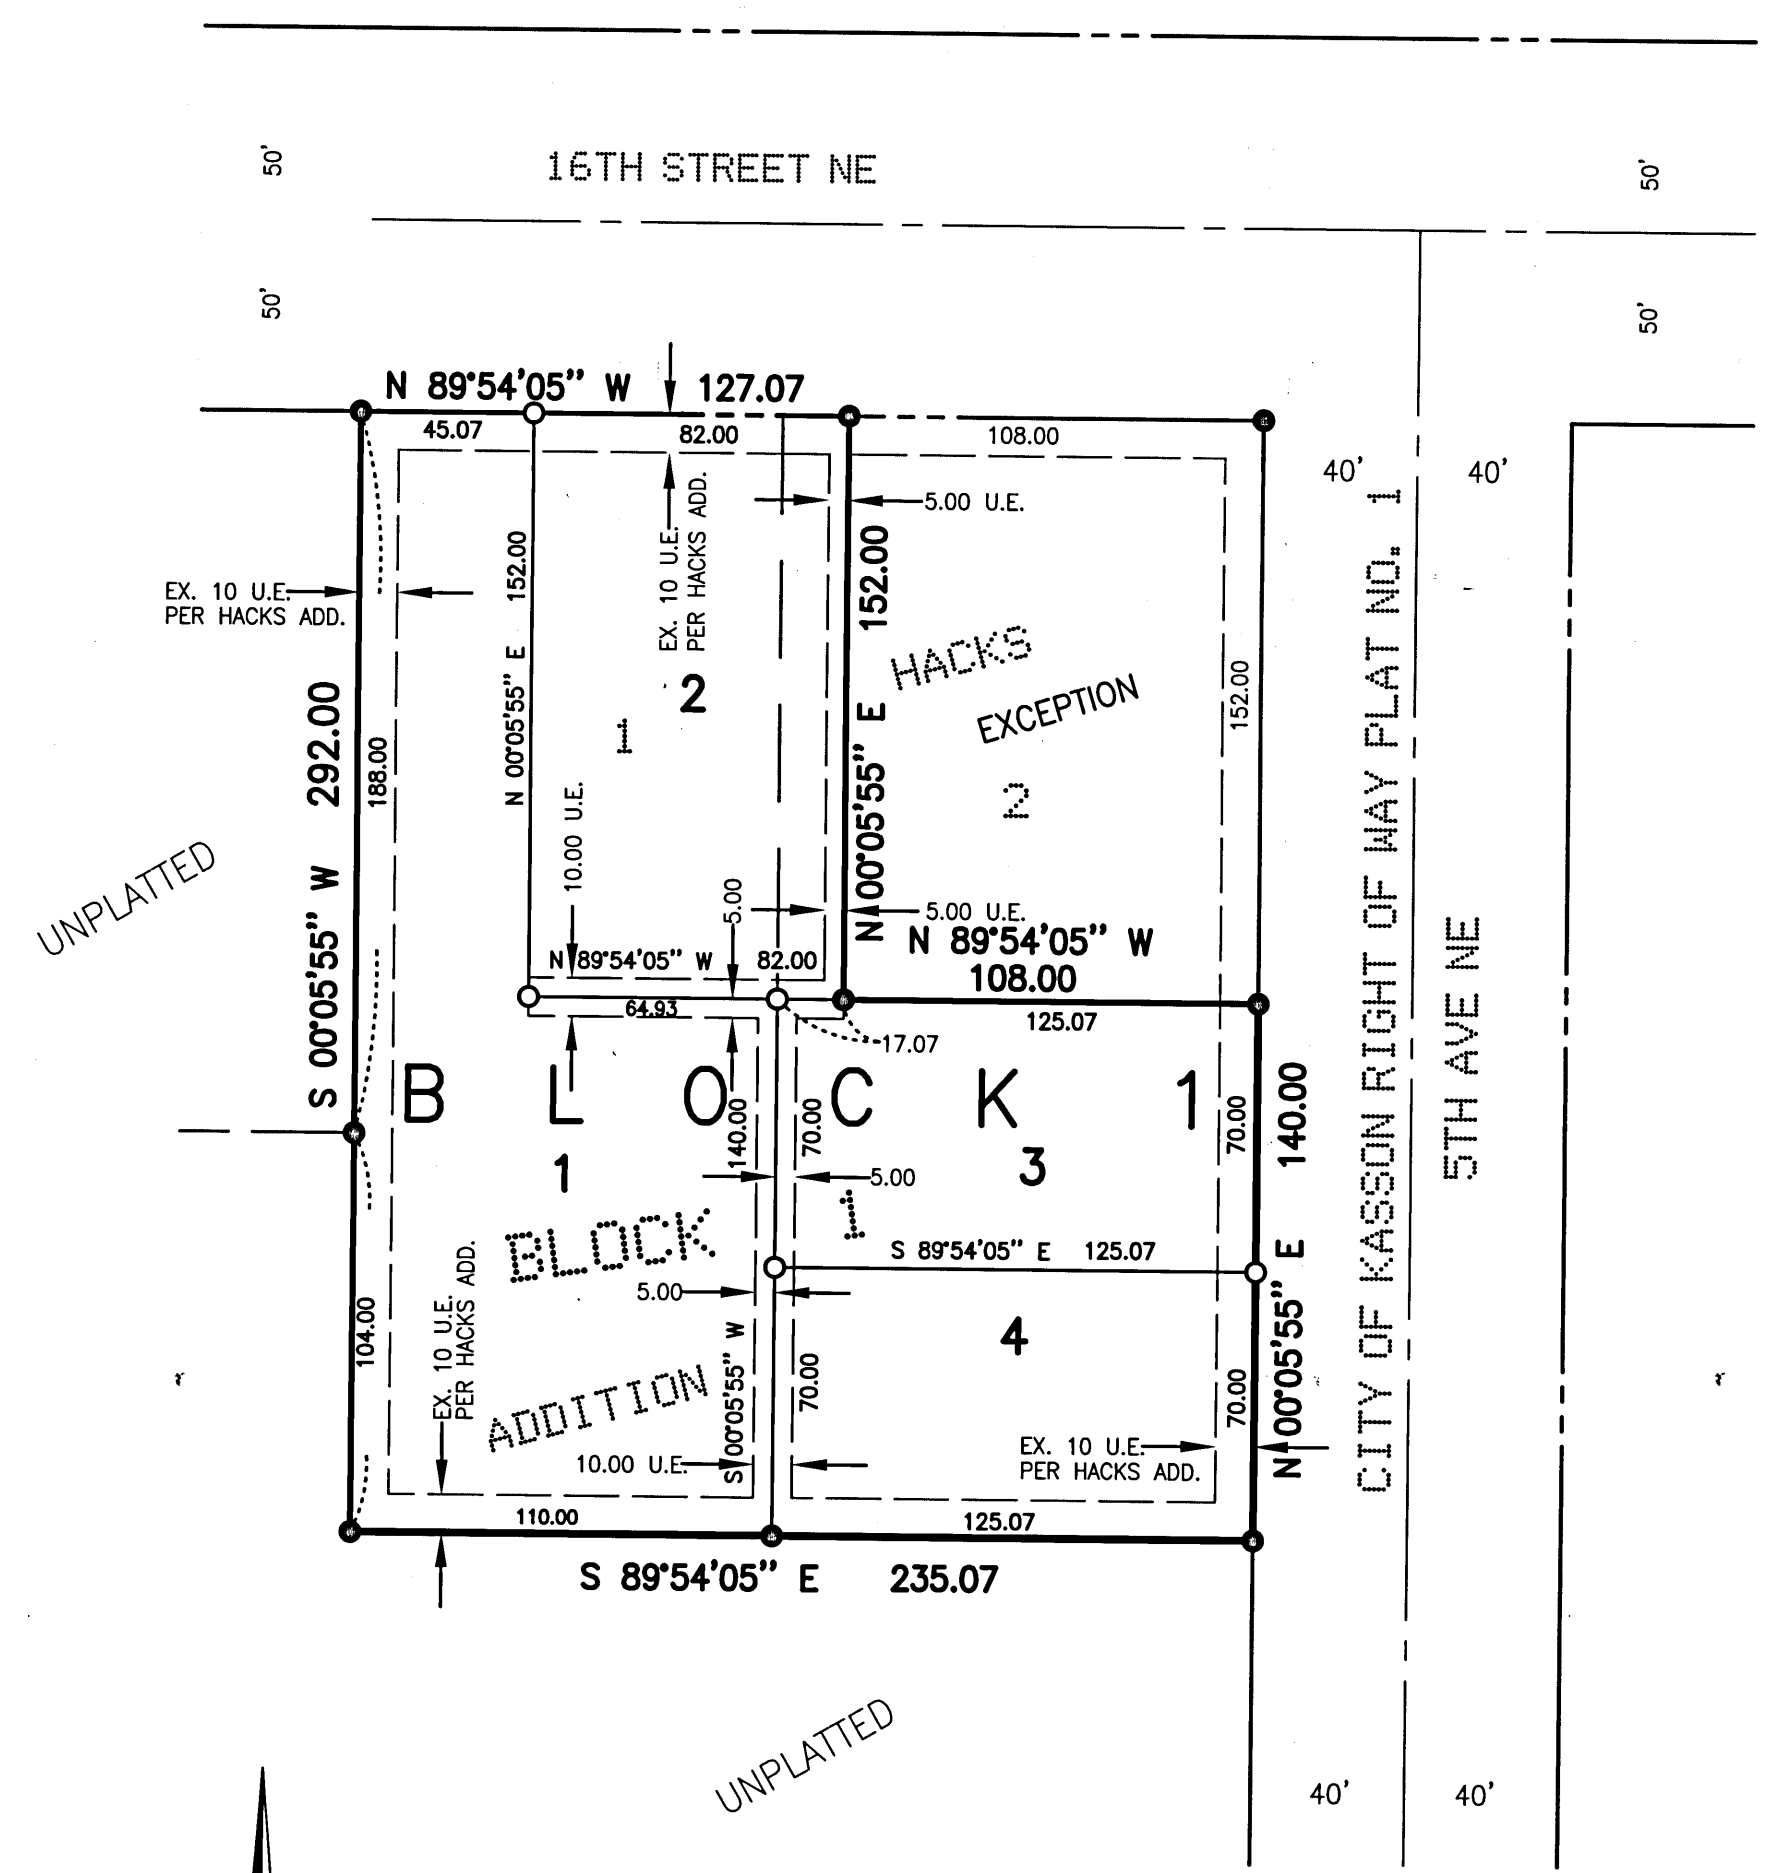 16TH STREET NE
50'
50'
50'
50'
N 89°54'05" W 127.07
45.07
82.00
108.00
40'
40'
5.00 U.E.
EX. 10 U.E.
PER HACKS ADD.
EX. 10 U.E.
PER HACKS ADD.
N 00°05'55" E 152.00
N 00°05'55" E 152.00
152.00
HACKS
EXCEPTION
2
1
2
S 00°05'55" W 292.00
188.00
UNPLATTED
10.00 U.E.
5.00
5.00 U.E.
N 89°54'05" W 82.00
N 89°54'05" W
108.00
64.93
125.07
17.07
CITY OF KASSON RIGHT OF WAY PLAT NO. 1
5TH AVE NE
BLOCK 1
140.00
70.00
70.00
N 00°05'55" E 140.00
1
3
5.00
BLOCK 1
S 89°54'05" E 125.07
5.00
4
104.00
EX. 10 U.E.
PER HACKS ADD.
ADDITION
S 00°05'55" W
70.00
70.00
10.00 U.E.
EX. 10 U.E.
PER HACKS ADD.
110.00
125.07
S 89°54'05" E 235.07
UNPLATTED
40'
40'